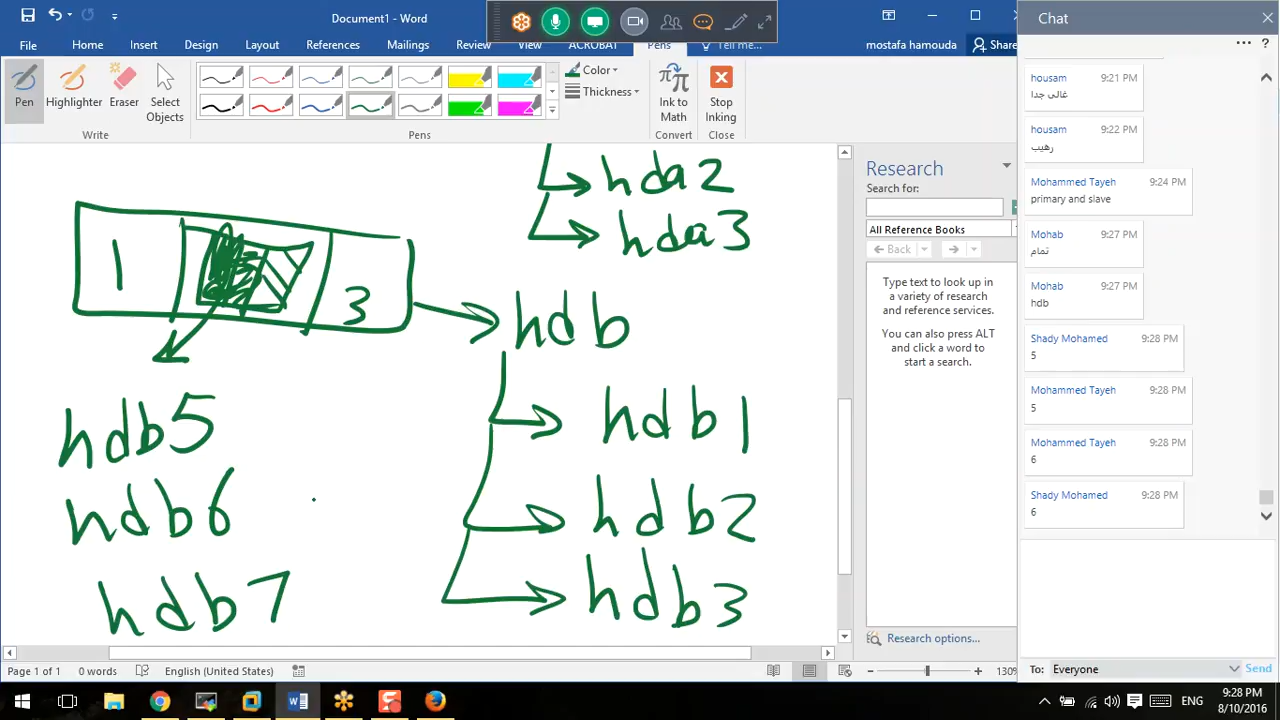 Document1 - Word
File
Home
Insert
Design
Layout
References
Mailings
Review
View
ACROBAT
Pens
Tell me...
mostafa hamouda
Share
Pen
Highlighter
Eraser
Select Objects
Write
Pens
Color
Thickness
Ink to Math
Convert
Stop Inking
Close
hda2
hda3
1
3
hdb
hdb5
hdb1
hdb6
hdb2
hdb7
hdb3
Research
Search for:
All Reference Books
Back
Type text to look up in a variety of research and reference services.
You can also press ALT and click a word to start a search.
Research options...
Chat
housam 9:21 PM
غالى جدا
housam 9:22 PM
رهيب
Mohammed Tayeh 9:24 PM
primary and slave
Mohab 9:27 PM
تمام
Mohab 9:27 PM
hdb
Shady Mohamed 9:28 PM
5
Mohammed Tayeh 9:28 PM
5
Mohammed Tayeh 9:28 PM
6
Shady Mohamed 9:28 PM
6
To: Everyone Send
Page 1 of 1 0 words English (United States) 130%
ENG
9:28 PM
8/10/2016